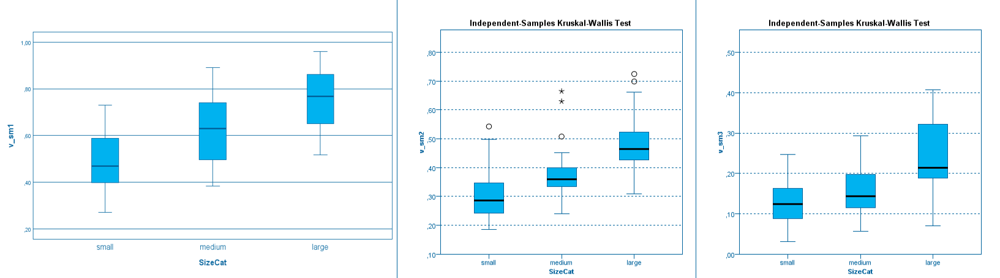 1,00
,80
,60
,40
,20
v_sm1
small medium large
SizeCat
Independent-Samples Kruskal-Wallis Test
,80
,70
,60
,50
,40
,30
,20
,10
v_sm2
small medium large
SizeCat
Independent-Samples Kruskal-Wallis Test
,50
,40
,30
,20
,10
,00
v_sm3
small medium large
SizeCat